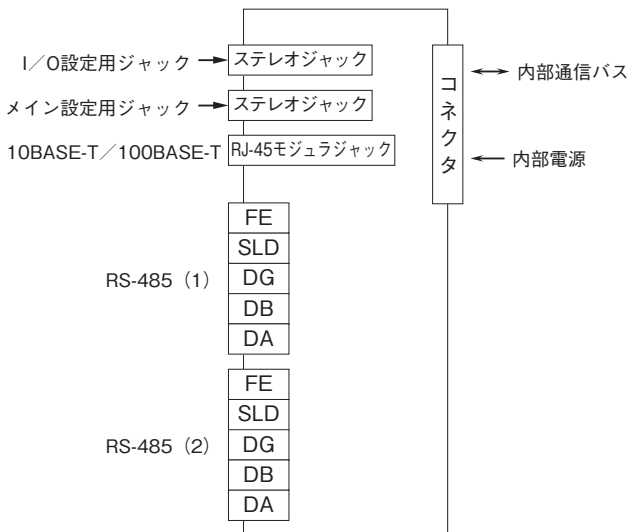 I／O設定用ジャック
ステレオジャック
メイン設定用ジャック
ステレオジャック
10BASE-T／100BASE-T
RJ-45モジュラジャック
コネクタ
内部通信バス
内部電源
RS-485（1）
FE
SLD
DG
DB
DA
RS-485（2）
FE
SLD
DG
DB
DA